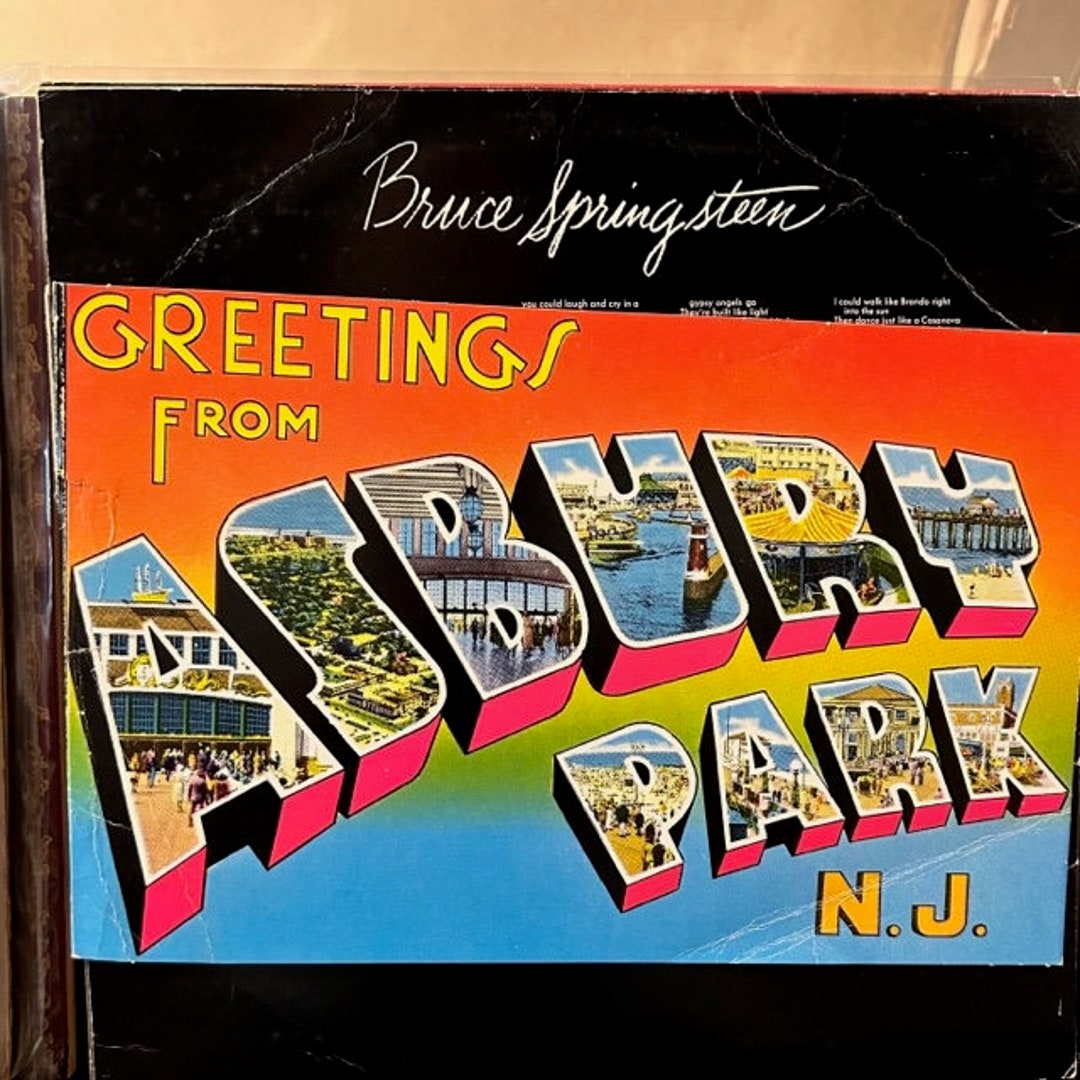 Bruce Springsteen
you could laugh and cry in a
gypsy angels go
They're built like light
I could walk like Brando right
into the sun
Then dance just like a Casanova
GREETINGS
FROM
ASBURY
PARK
N.J.